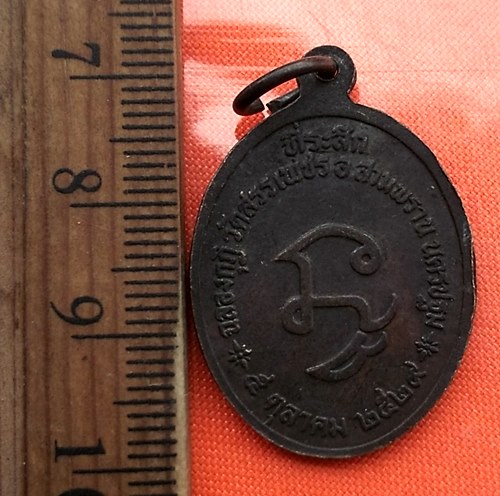 7
8
9
10
ที่ระลึก
ฉลองกุฏิ วัดสรรเพชร อ.สามพราน นครปฐม
๕ ตุลาคม ๒๕๒๙